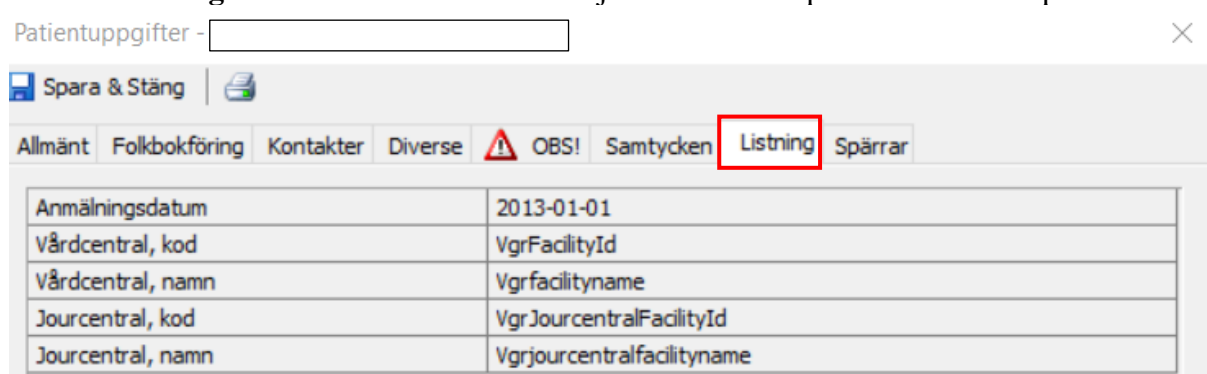 Patientuppgifter -
Spara & Stäng
Allmänt Folkbokföring Kontakter Diverse OBS! Samtycken Listning Spärrar
Anmälningsdatum 2013-01-01
Vårdcentral, kod VgrFacilityId
Vårdcentral, namn Vgrfacilityname
Jourcentral, kod VgrJourcentralFacilityId
Jourcentral, namn Vgrjourcentralfacilityname